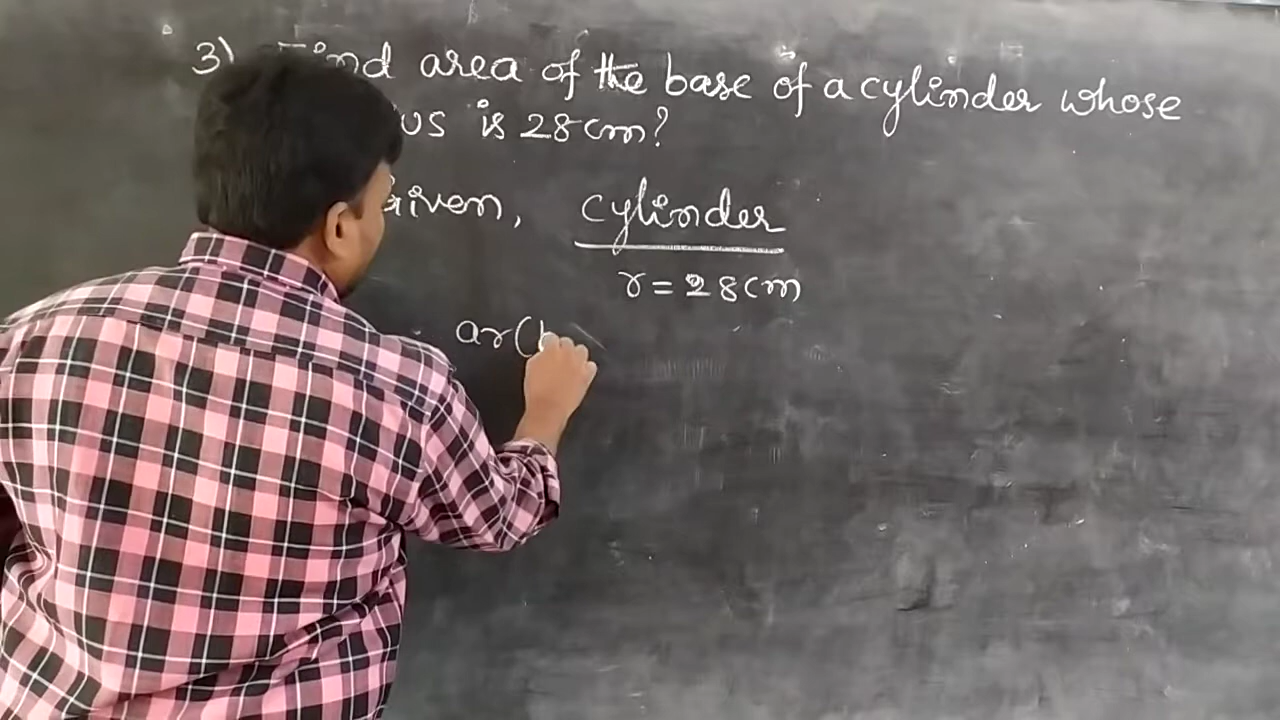 3) Find area of the base of a cylinder whose
us is 28cm?
Given, cylinder
r = 28cm
ar(